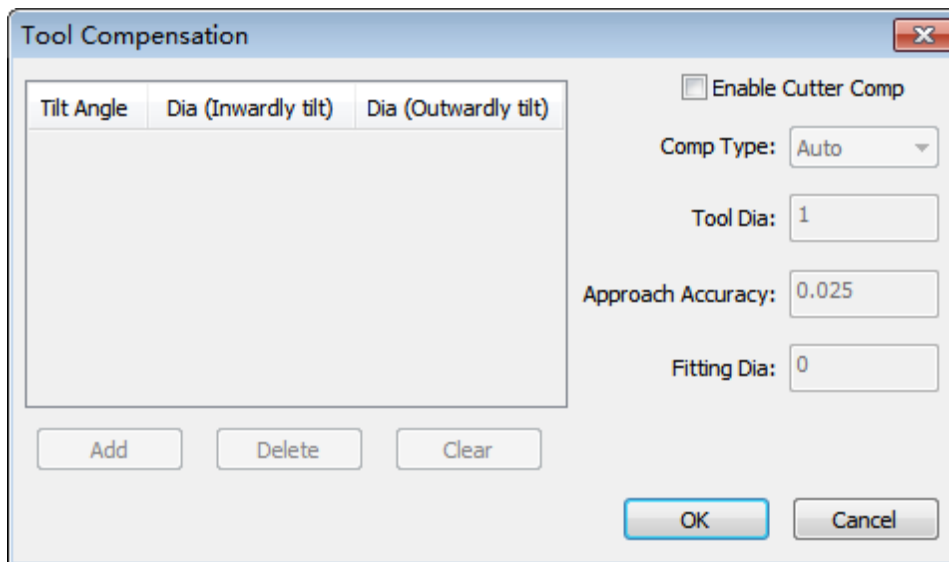 Tool Compensation
Tilt Angle Dia (Inwardly tilt) Dia (Outwardly tilt)
Enable Cutter Comp
Comp Type: Auto
Tool Dia: 1
Approach Accuracy: 0.025
Fitting Dia: 0
Add Delete Clear
OK Cancel